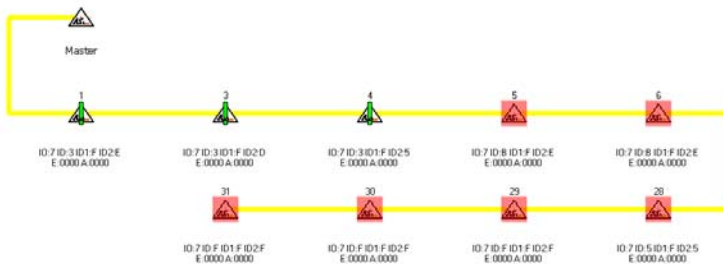 Master
1 3 4 5 6
IO:7 ID:3 ID1:F ID2:E IO:7 ID:3 ID1:F ID2:D IO:7 ID:3 ID1:F ID2:5 IO:7 ID:B ID1:F ID2:E IO:7 ID:B ID1:F ID2:E
E:0000 A:0000 E:0000 A:0000 E:0000 A:0000 E:0000 A:0000 E:0000 A:0000
31 30 29 28
IO:7 ID:F ID1:F ID2:F IO:7 ID:F ID1:F ID2:F IO:7 ID:F ID1:F ID2:F IO:7 ID:5 ID1:F ID2:5
E:0000 A:0000 E:0000 A:0000 E:0000 A:0000 E:0000 A:0000